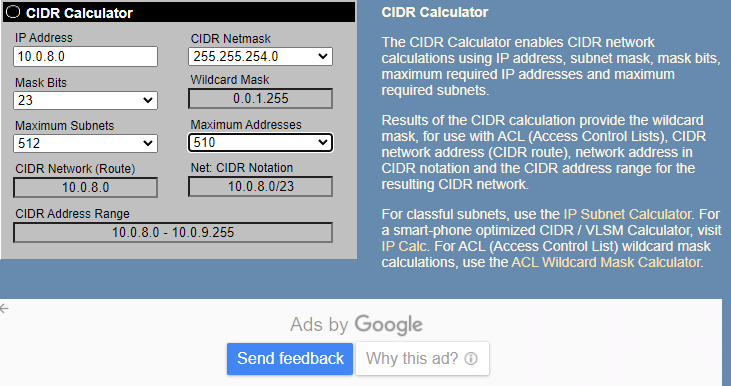 CIDR Calculator
IP Address
10.0.8.0
CIDR Netmask
255.255.254.0
Mask Bits
23
Wildcard Mask
0.0.1.255
Maximum Subnets
512
Maximum Addresses
510
CIDR Network (Route)
10.0.8.0
Net: CIDR Notation
10.0.8.0/23
CIDR Address Range
10.0.8.0 - 10.0.9.255
CIDR Calculator
The CIDR Calculator enables CIDR network
calculations using IP address, subnet mask, mask bits,
maximum required IP addresses and maximum
required subnets.
Results of the CIDR calculation provide the wildcard
mask, for use with ACL (Access Control Lists), CIDR
network address (CIDR route), network address in
CIDR notation and the CIDR address range for the
resulting CIDR network.
For classful subnets, use the IP Subnet Calculator. For
a smart-phone optimized CIDR / VLSM Calculator, visit
IP Calc. For ACL (Access Control List) wildcard mask
calculations, use the ACL Wildcard Mask Calculator.
Ads by Google
Send feedback
Why this ad?